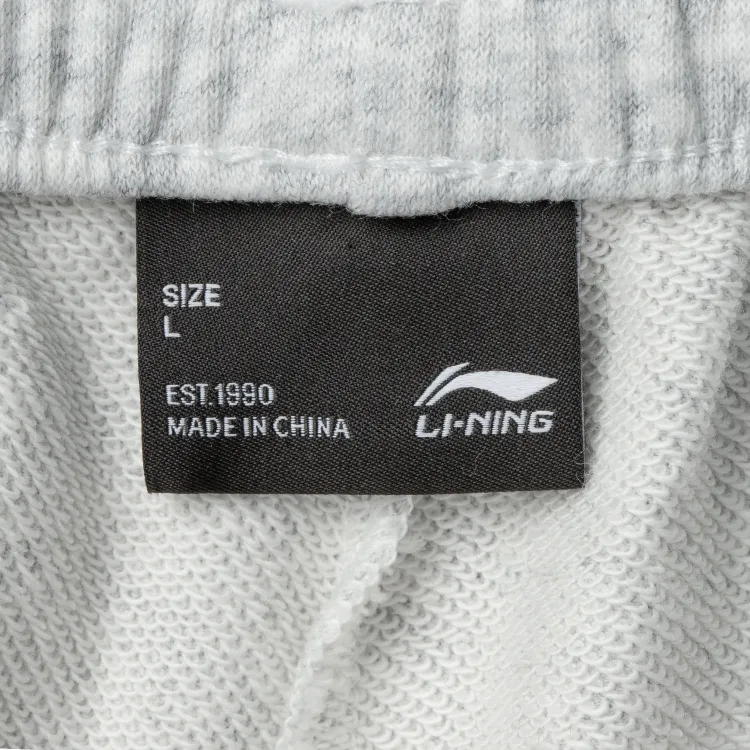 SIZE
L
EST.1990
MADE IN CHINA
LI-NING